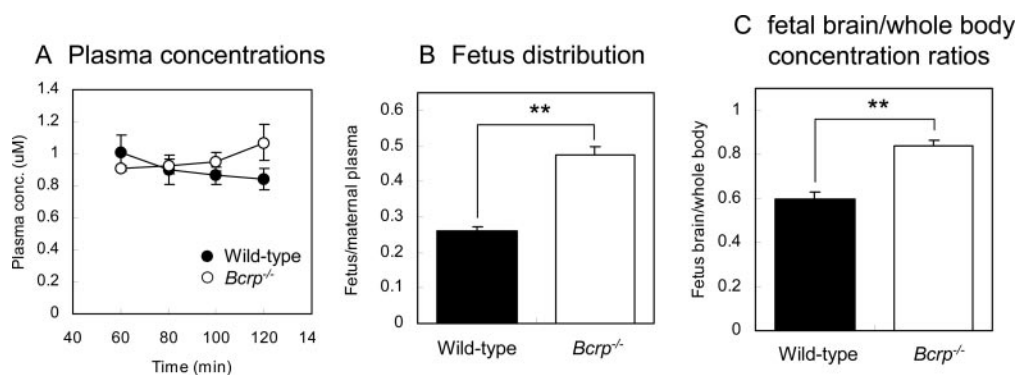 A Plasma concentrations
1.4
1.2
1
0.8
0.6
0.4
0.2
0
Plasma conc. (uM)
Wild-type
Bcrp-/-
40 60 80 100 120 14
Time (min)
B Fetus distribution
0.6
0.5
0.4
0.3
0.2
0.1
0
Fetus/maternal plasma
**
Wild-type Bcrp-/-
C fetal brain/whole body
concentration ratios
1
0.8
0.6
0.4
0.2
0
Fetus brain/whole body
**
Wild-type Bcrp-/-